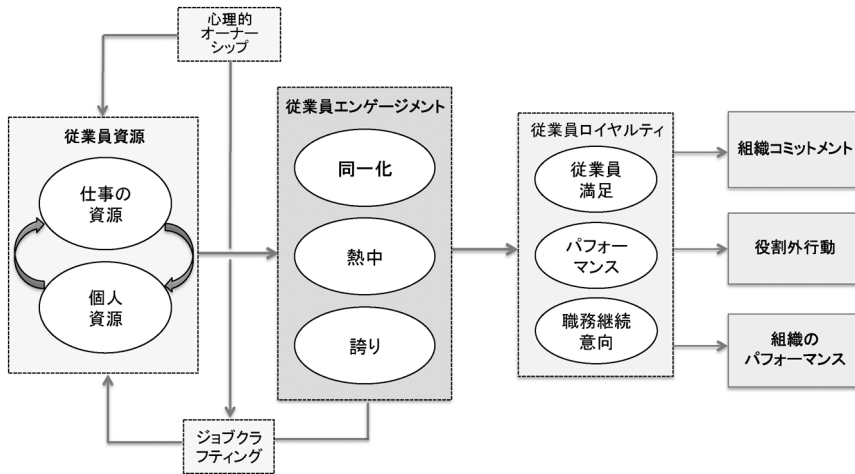 心理的
オーナー
シップ
従業員資源
仕事の
資源
個人
資源
従業員エンゲージメント
同一化
熱中
誇り
ジョブクラ
フティング
従業員ロイヤルティ
従業員
満足
パフォー
マンス
職務継続
意向
組織コミットメント
役割外行動
組織の
パフォーマンス